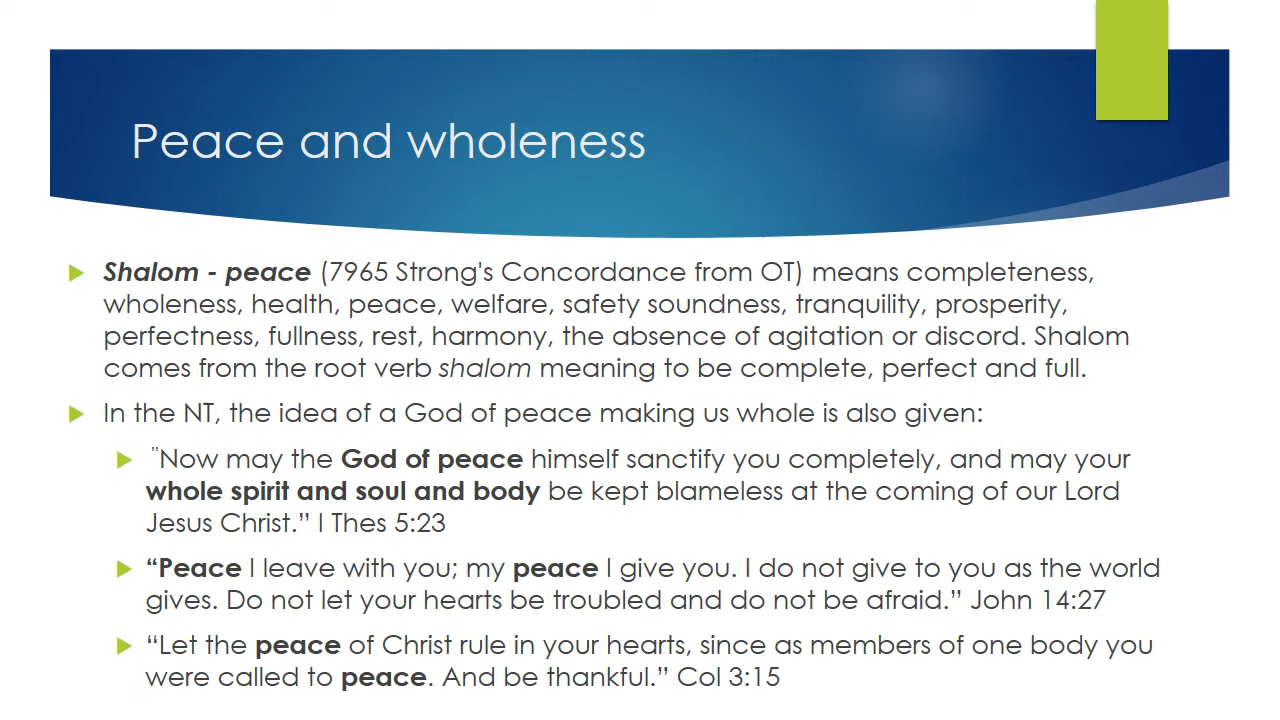 Peace and wholeness
Shalom - peace (7965 Strong's Concordance from OT) means completeness,
wholeness, health, peace, welfare, safety soundness, tranquility, prosperity,
perfectness, fullness, rest, harmony, the absence of agitation or discord. Shalom
comes from the root verb shalom meaning to be complete, perfect and full.
In the NT, the idea of a God of peace making us whole is also given:
”Now may the God of peace himself sanctify you completely, and may your
whole spirit and soul and body be kept blameless at the coming of our Lord
Jesus Christ.” I Thes 5:23
“Peace I leave with you; my peace I give you. I do not give to you as the world
gives. Do not let your hearts be troubled and do not be afraid.” John 14:27
“Let the peace of Christ rule in your hearts, since as members of one body you
were called to peace. And be thankful.” Col 3:15